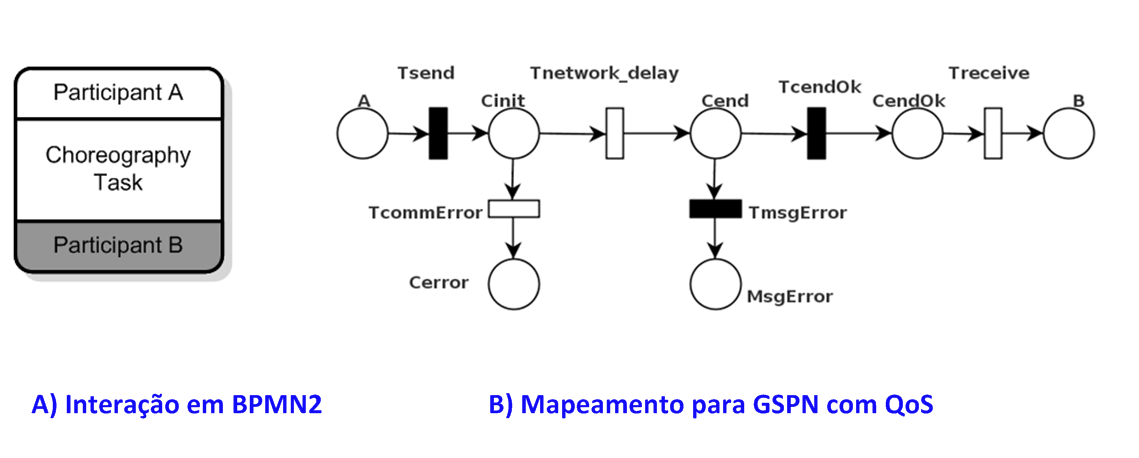 Participant A
Choreography
Task
Participant B
Tsend
Tnetwork_delay
TcendOk
Treceive
A
Cinit
Cend
CendOk
B
TcommError
TmsgError
Cerror
MsgError
A) Interação em BPMN2
B) Mapeamento para GSPN com QoS